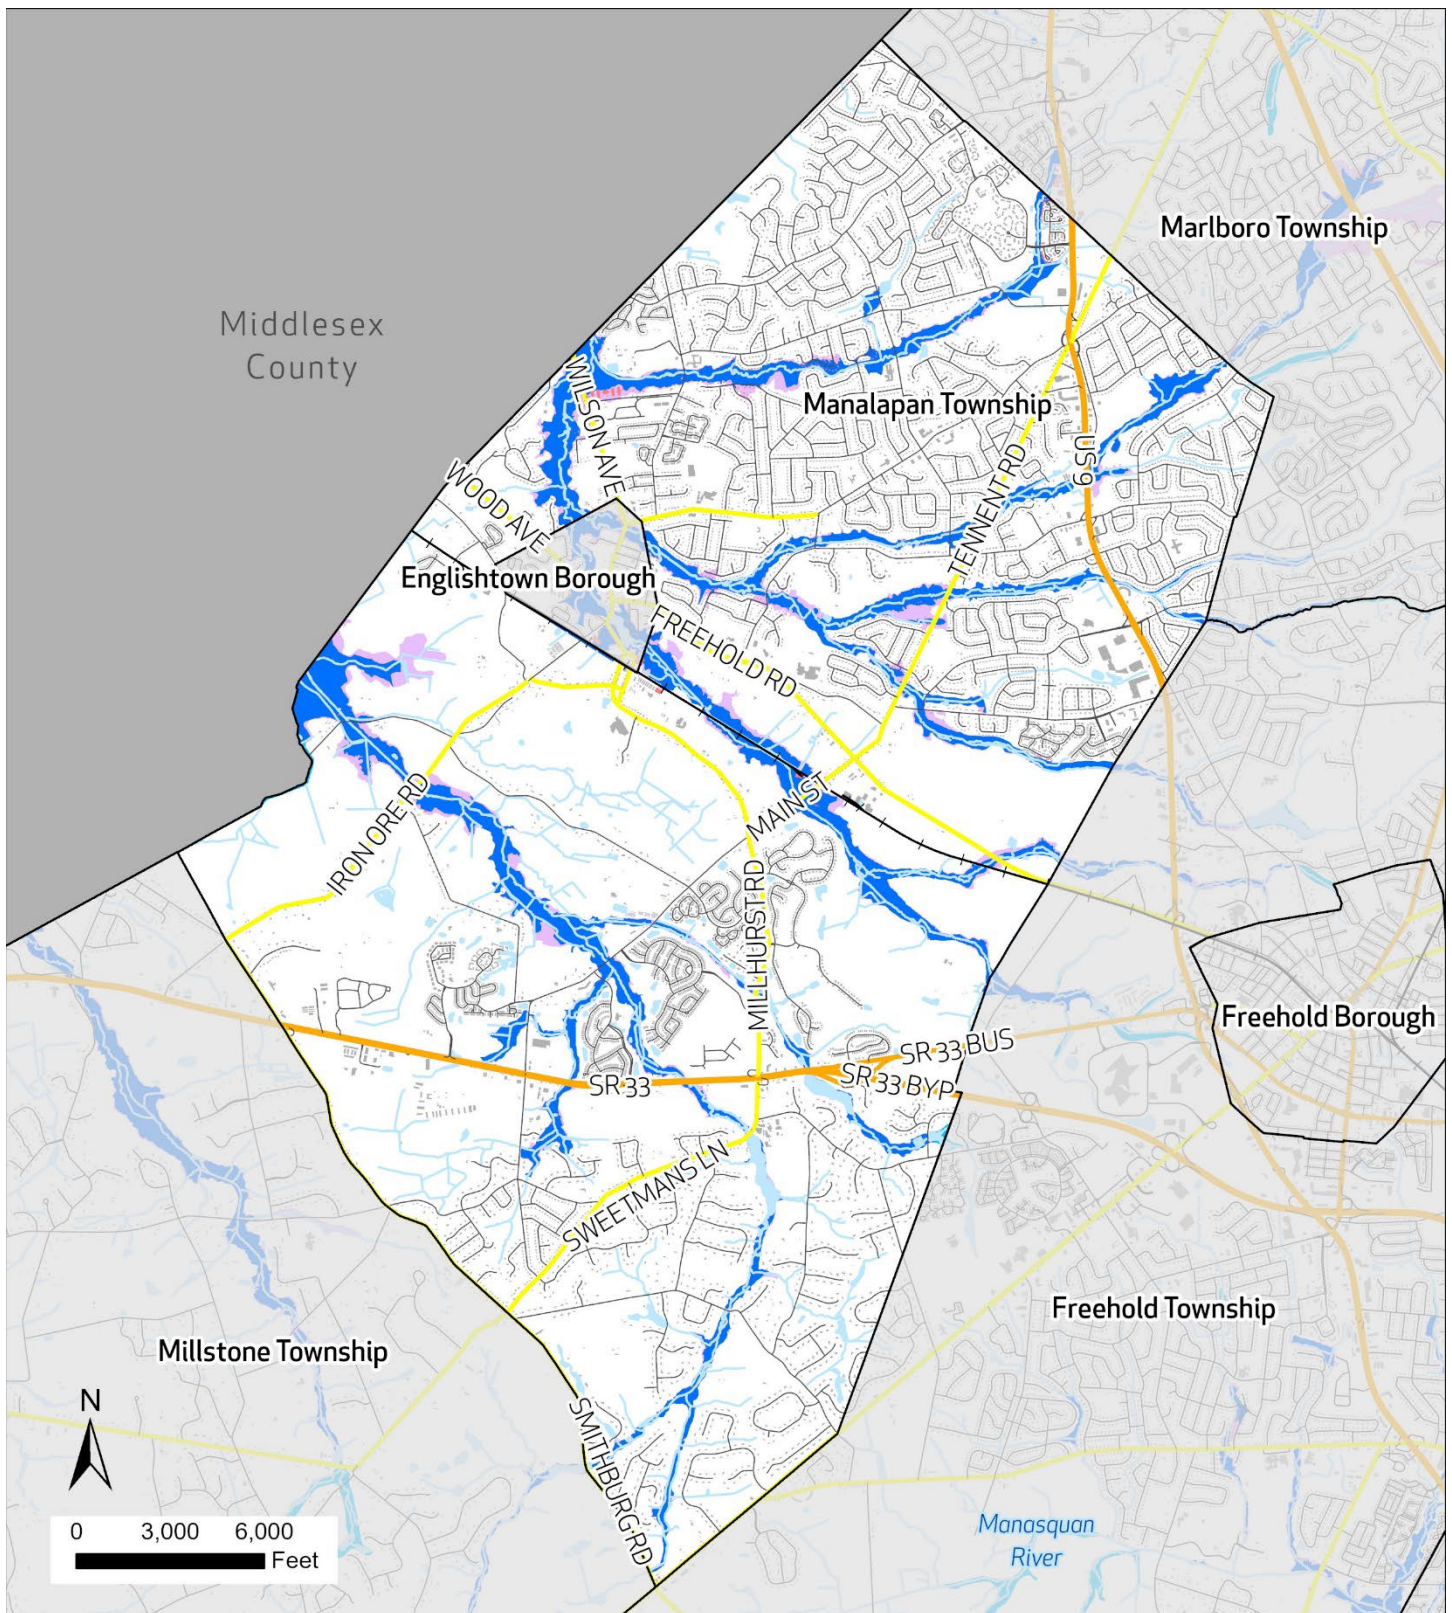 Marlboro Township
Middlesex
County
WILSON AVE
Manalapan Township
US 9
TENNENT RD
WOOD AVE
Englishtown Borough
FREEHOLD RD
MAIN ST
IRON ORE RD
MILLHURST RD
Freehold Borough
SR 33 BUS
SR 33 BYP
SR 33
SWEETMANS LN
Freehold Township
Millstone Township
SMITHBURG RD
N
0 3,000 6,000
Feet
Manasquan
River